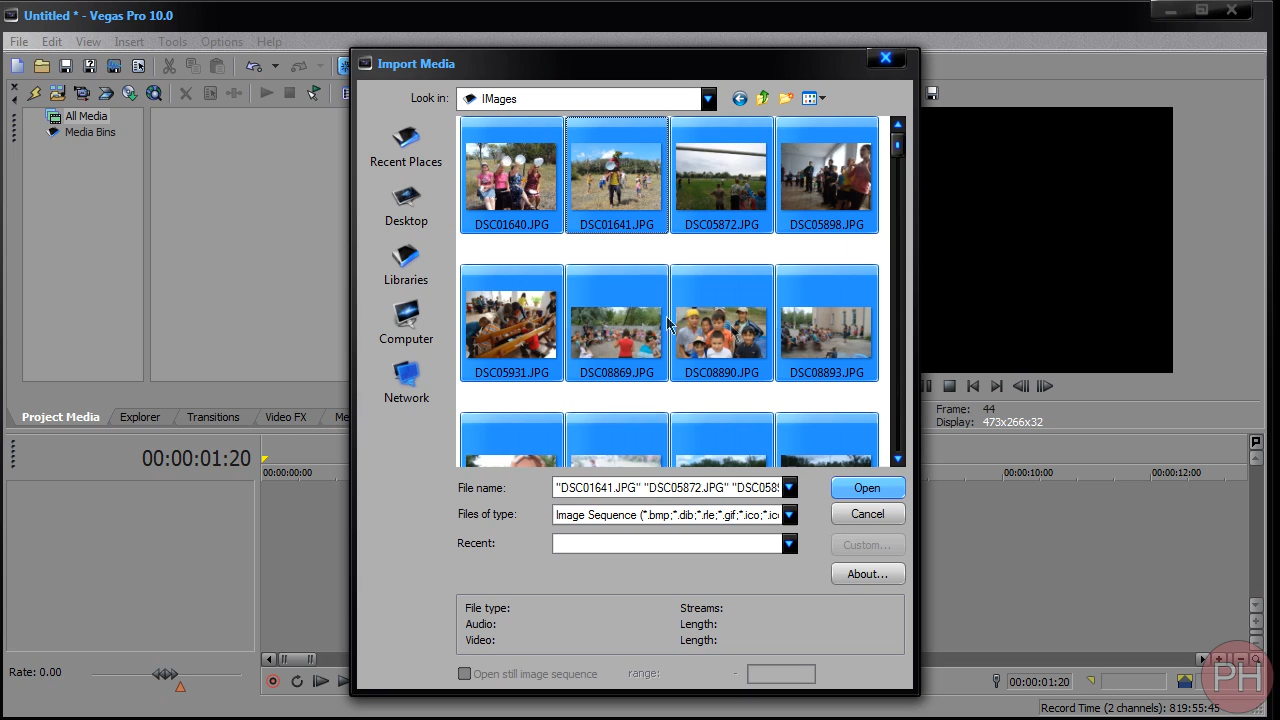 Untitled * - Vegas Pro 10.0
File Edit View Insert Tools Options Help
Import Media
Look in: IMages
All Media
Media Bins
Recent Places
Desktop
Libraries
Computer
Network
DSC01640.JPG DSC01641.JPG DSC05872.JPG DSC05898.JPG
DSC05931.JPG DSC08869.JPG DSC08890.JPG DSC08893.JPG
Project Media Explorer Transitions Video FX Me
Frame: 44
Display: 473x266x32
00:00:01:20
00:00:00:00 00:00:10:00 00:00:12:00
File name: "DSC01641.JPG" "DSC05872.JPG" "DSC058 Open
Files of type: Image Sequence (*.bmp;*.dib;*.rle;*.gif;*.ico;*.ic Cancel
Recent: Custom...
About...
File type: Streams:
Audio: Length:
Video: Length:
Open still image sequence range: -
Rate: 0.00
00:00:01:20
Record Time (2 channels): 819:55:45
PH